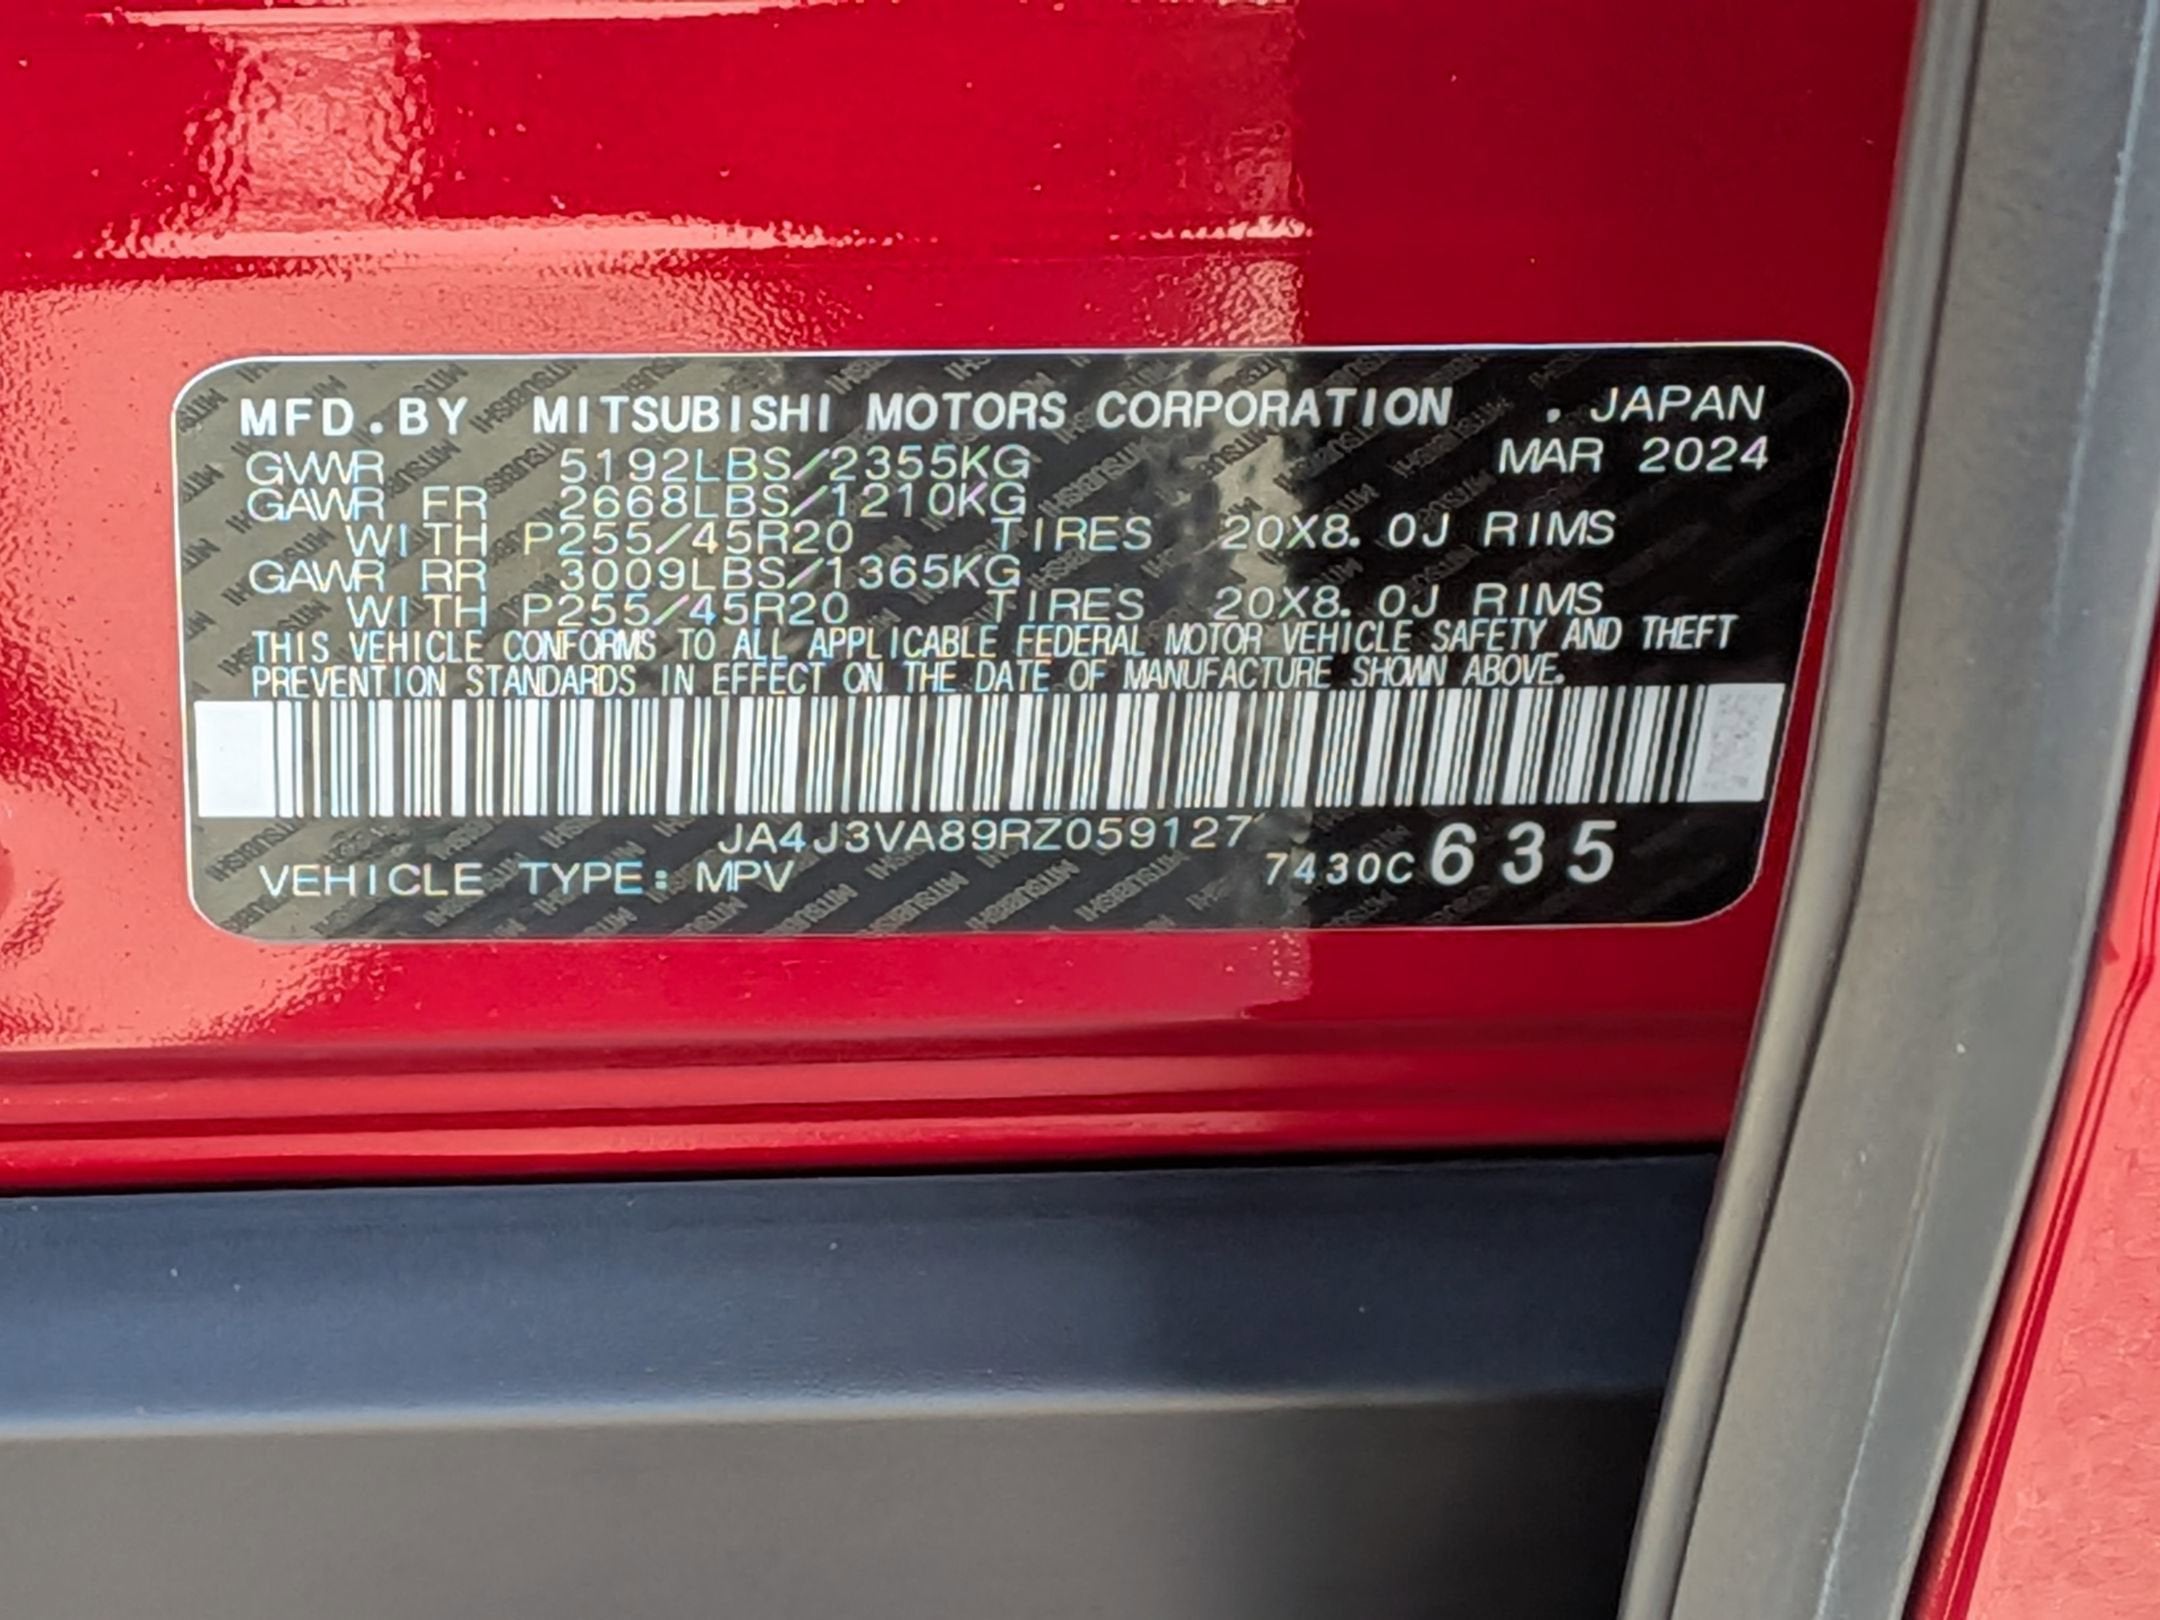 MFD.BY MITSUBISHI MOTORS CORPORATION . JAPAN
GVWR 5192LBS/2355KG MAR 2024
GAWR FR 2668LBS/1210KG
WITH P255/45R20 TIRES 20X8.0J RIMS
GAWR RR 3009LBS/1365KG
WITH P255/45R20 TIRES 20X8.0J RIMS
THIS VEHICLE CONFORMS TO ALL APPLICABLE FEDERAL MOTOR VEHICLE SAFETY AND THEFT
PREVENTION STANDARDS IN EFFECT ON THE DATE OF MANUFACTURE SHOWN ABOVE.
JA4J3VA89RZ059127
VEHICLE TYPE: MPV 7430C 635